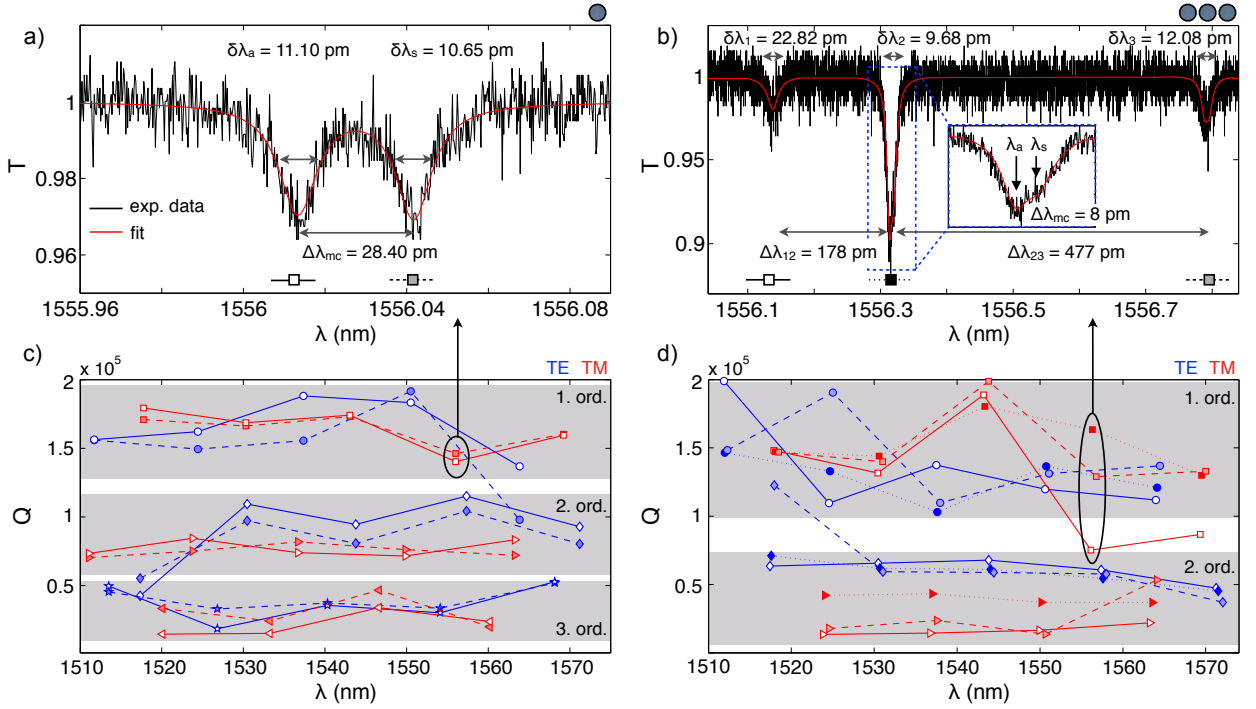 a)
δλa = 11.10 pm
δλs = 10.65 pm
1
0.98
0.96
T
exp. data
fit
Δλmc = 28.40 pm
1555.96
1556
1556.04
1556.08
λ (nm)
b)
δλ1 = 22.82 pm
δλ2 = 9.68 pm
δλ3 = 12.08 pm
1
0.95
0.9
T
λa
λs
Δλmc = 8 pm
Δλ12 = 178 pm
Δλ23 = 477 pm
1556.1
1556.3
1556.5
1556.7
λ (nm)
c)
x 10^5
TE TM
2
1.5
1
0.5
Q
1. ord.
2. ord.
3. ord.
1510
1520
1530
1540
1550
1560
1570
λ (nm)
d)
x 10^5
TE TM
2
1.5
1
0.5
Q
1. ord.
2. ord.
1510
1520
1530
1540
1550
1560
1570
λ (nm)